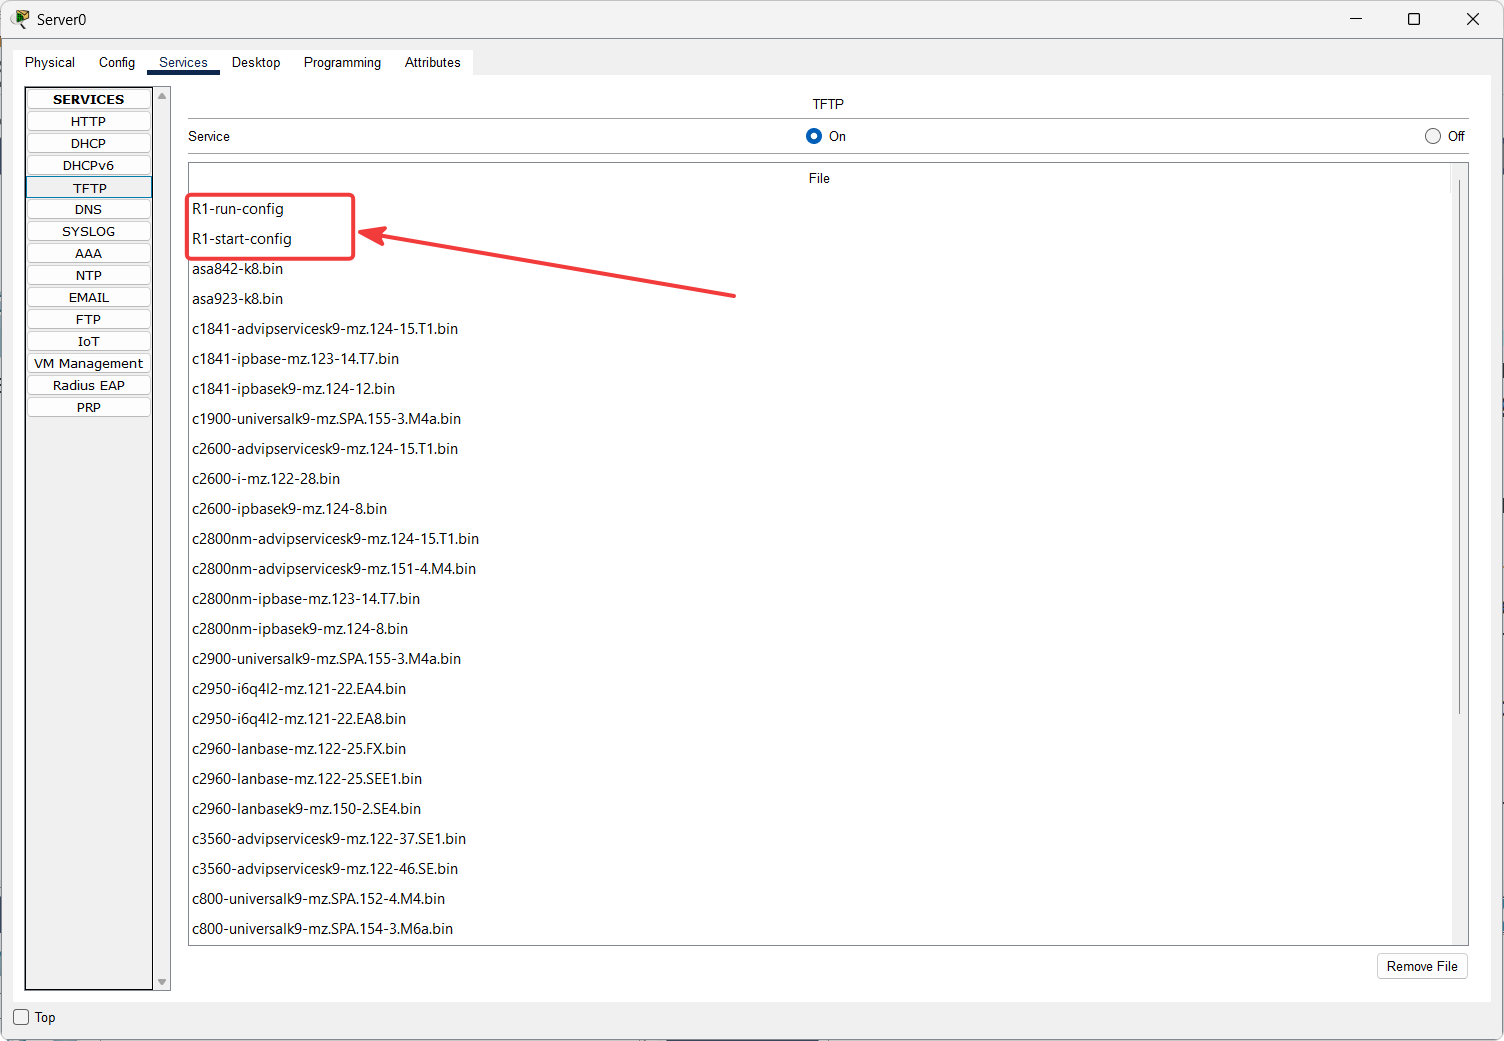 Server0
Physical Config Services Desktop Programming Attributes
SERVICES
HTTP
DHCP
DHCPv6
TFTP
DNS
SYSLOG
AAA
NTP
EMAIL
FTP
IoT
VM Management
Radius EAP
PRP
TFTP
Service On Off
File
R1-run-config
R1-start-config
asa842-k8.bin
asa923-k8.bin
c1841-advipservicesk9-mz.124-15.T1.bin
c1841-ipbase-mz.123-14.T7.bin
c1841-ipbasek9-mz.124-12.bin
c1900-universalk9-mz.SPA.155-3.M4a.bin
c2600-advipservicesk9-mz.124-15.T1.bin
c2600-i-mz.122-28.bin
c2600-ipbasek9-mz.124-8.bin
c2800nm-advipservicesk9-mz.124-15.T1.bin
c2800nm-advipservicesk9-mz.151-4.M4.bin
c2800nm-ipbase-mz.123-14.T7.bin
c2800nm-ipbasek9-mz.124-8.bin
c2900-universalk9-mz.SPA.155-3.M4a.bin
c2950-i6q4l2-mz.121-22.EA4.bin
c2950-i6q4l2-mz.121-22.EA8.bin
c2960-lanbase-mz.122-25.FX.bin
c2960-lanbase-mz.122-25.SEE1.bin
c2960-lanbasek9-mz.150-2.SE4.bin
c3560-advipservicesk9-mz.122-37.SE1.bin
c3560-advipservicesk9-mz.122-46.SE.bin
c800-universalk9-mz.SPA.152-4.M4.bin
c800-universalk9-mz.SPA.154-3.M6a.bin
Remove File
Top